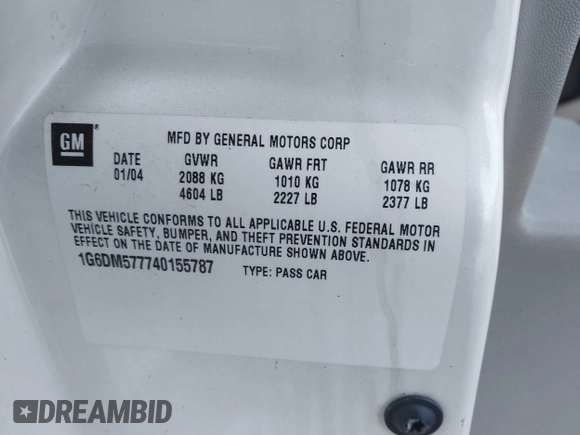 GM
MFD BY GENERAL MOTORS CORP
DATE GVWR GAWR FRT GAWR RR
01/04 2088 KG 1010 KG 1078 KG
4604 LB 2227 LB 2377 LB
THIS VEHICLE CONFORMS TO ALL APPLICABLE U.S. FEDERAL MOTOR
VEHICLE SAFETY, BUMPER, AND THEFT PREVENTION STANDARDS IN
EFFECT ON THE DATE OF MANUFACTURE SHOWN ABOVE.
1G6DM577740155787 TYPE: PASS CAR
DREAMBID